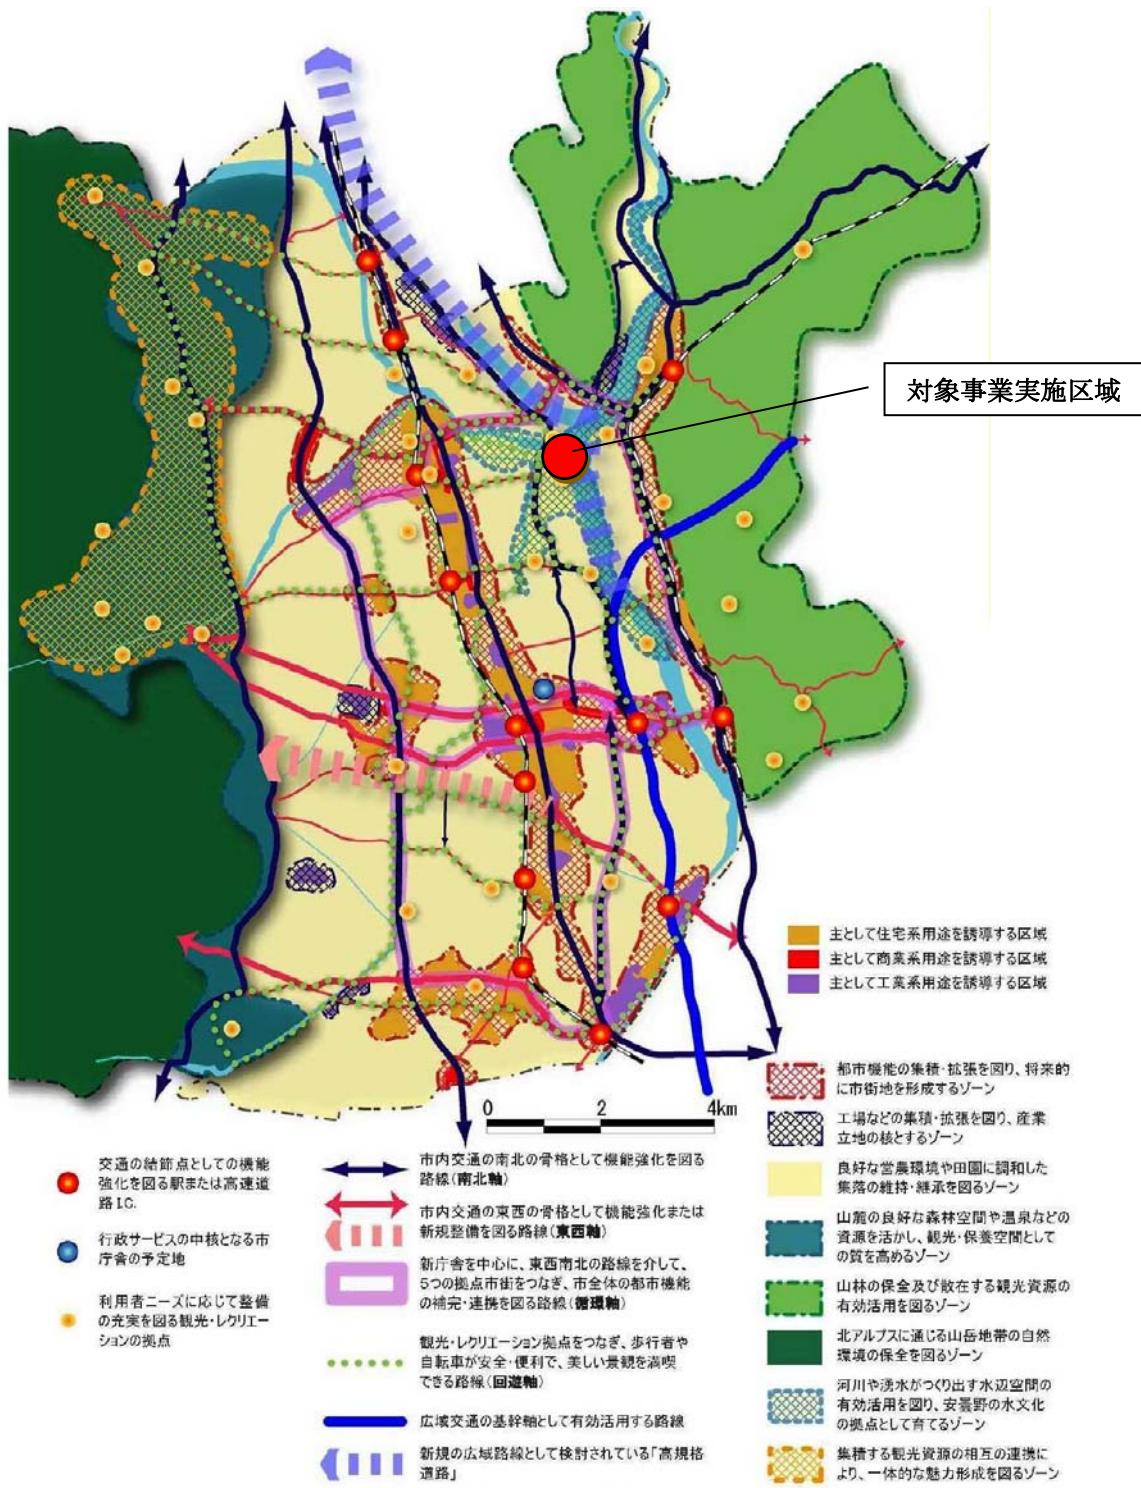 対象事業実施区域
主として住宅系用途を誘導する区域
主として商業系用途を誘導する区域
主として工業系用途を誘導する区域
0 2 4km
都市機能の集積・拡張を図り、将来的
に市街地を形成するゾーン
工場などの集積・拡張を図り、産業
立地の核とするゾーン
良好な営農環境や田園に調和した
集落の維持・継承を図るゾーン
山麓の良好な森林空間や温泉などの
資源を活かし、観光・保養空間として
の質を高めるゾーン
山林の保全及び散在する観光資源の
有効活用を図るゾーン
北アルプスに通じる山岳地帯の自然
環境の保全を図るゾーン
河川や湧水がつくり出す水辺空間の
有効活用を図り、安曇野の水文化
の拠点として育てるゾーン
集積する観光資源の相互の連携に
より、一体的な魅力形成を図るゾーン
交通の結節点としての機能
強化を図る駅または高速道
路I.C.
行政サービスの中核となる市
庁舎の予定地
利用者ニーズに応じて整備
の充実を図る観光・レクリエー
ションの拠点
市内交通の南北の骨格として機能強化を図る
路線(南北軸)
市内交通の東西の骨格として機能強化または
新規整備を図る路線(東西軸)
新庁舎を中心に、東西南北の路線を介して、
5つの拠点市街をつなぎ、市全体の都市機能
の補完・連携を図る路線(循環軸)
観光・レクリエーション拠点をつなぎ、歩行者や
自転車が安全・便利で、美しい景観を満喫
できる路線(回遊軸)
広域交通の基幹軸として有効活用する路線
新規の広域路線として検討されている「高規格
道路」